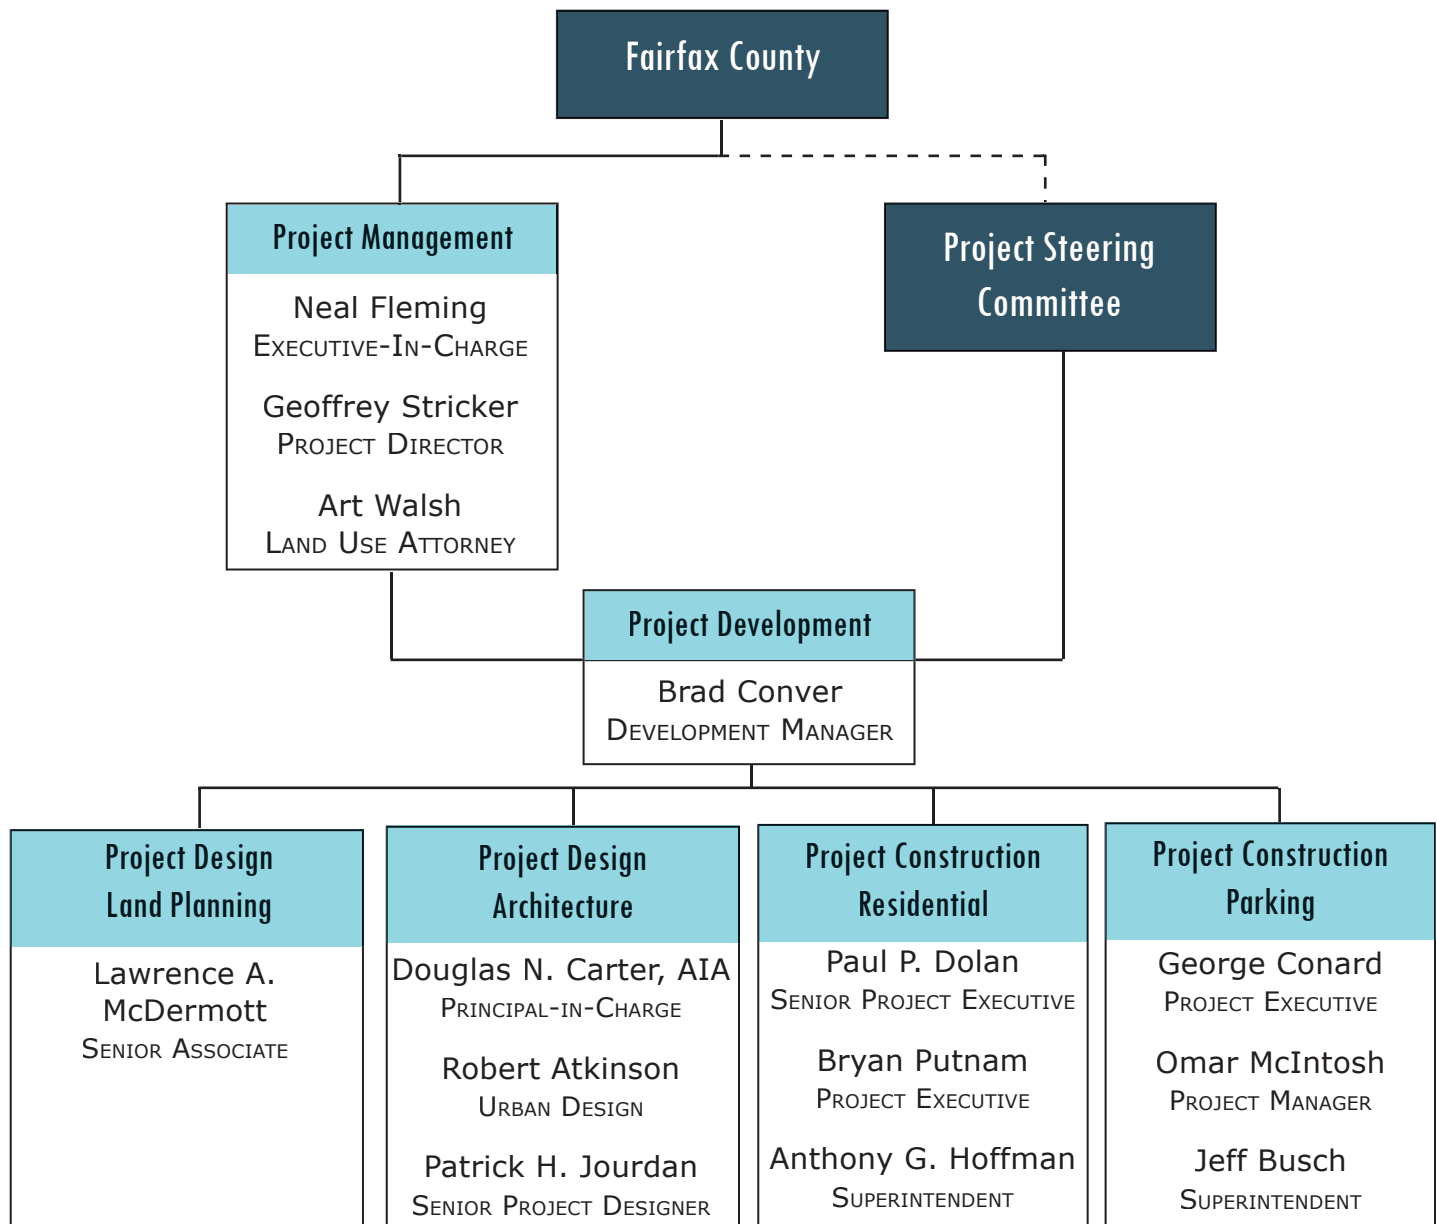 Fairfax County
Project Management
Neal Fleming
Executive-In-Charge
Geoffrey Stricker
Project Director
Art Walsh
Land Use Attorney
Project Steering
Committee
Project Development
Brad Conver
Development Manager
Project Design
Land Planning
Lawrence A.
McDermott
Senior Associate
Project Design
Architecture
Douglas N. Carter, AIA
Principal-in-Charge
Robert Atkinson
Urban Design
Patrick H. Jourdan
Senior Project Designer
Project Construction
Residential
Paul P. Dolan
Senior Project Executive
Bryan Putnam
Project Executive
Anthony G. Hoffman
Superintendent
Project Construction
Parking
George Conard
Project Executive
Omar McIntosh
Project Manager
Jeff Busch
Superintendent